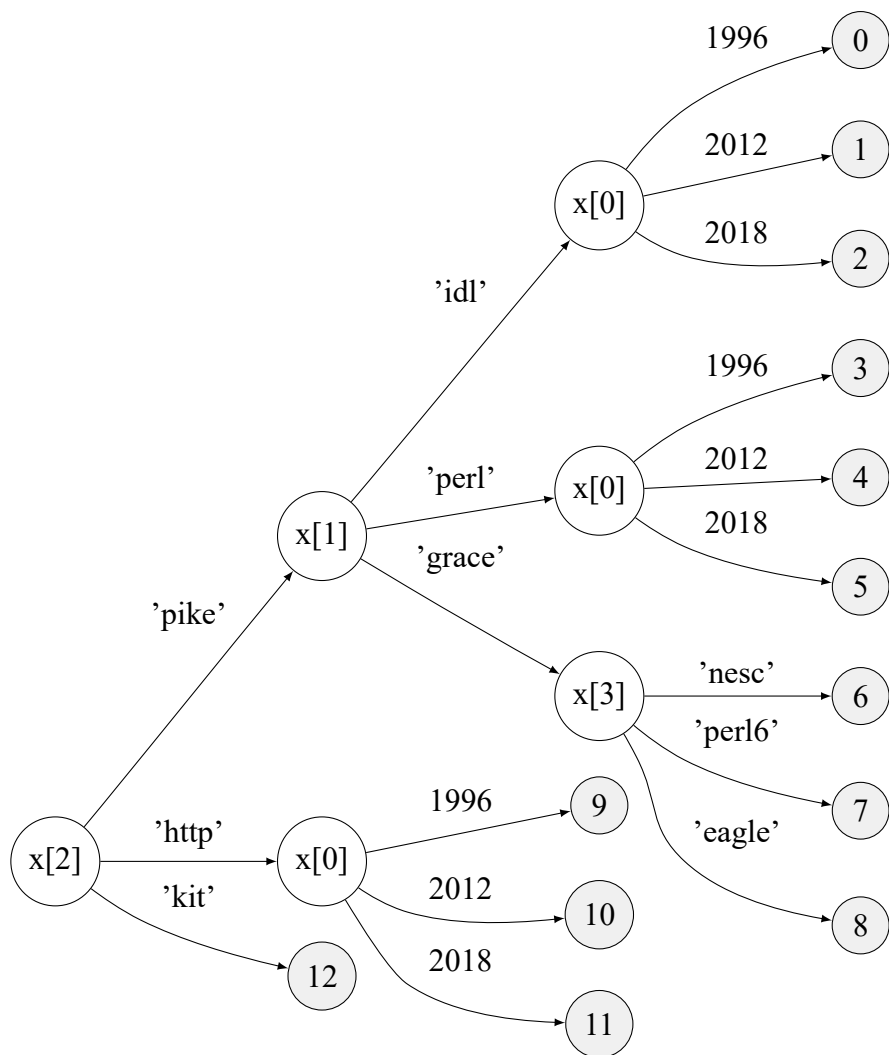 1996
0
2012
1
x[0]
2018
2
’idl’
1996
3
’perl’
2012
4
x[0]
x[1]
2018
’grace’
5
’pike’
’nesc’
x[3]
6
’perl6’
1996
9
7
’http’
’eagle’
x[2]
x[0]
’kit’
2012
10
8
2018
12
11